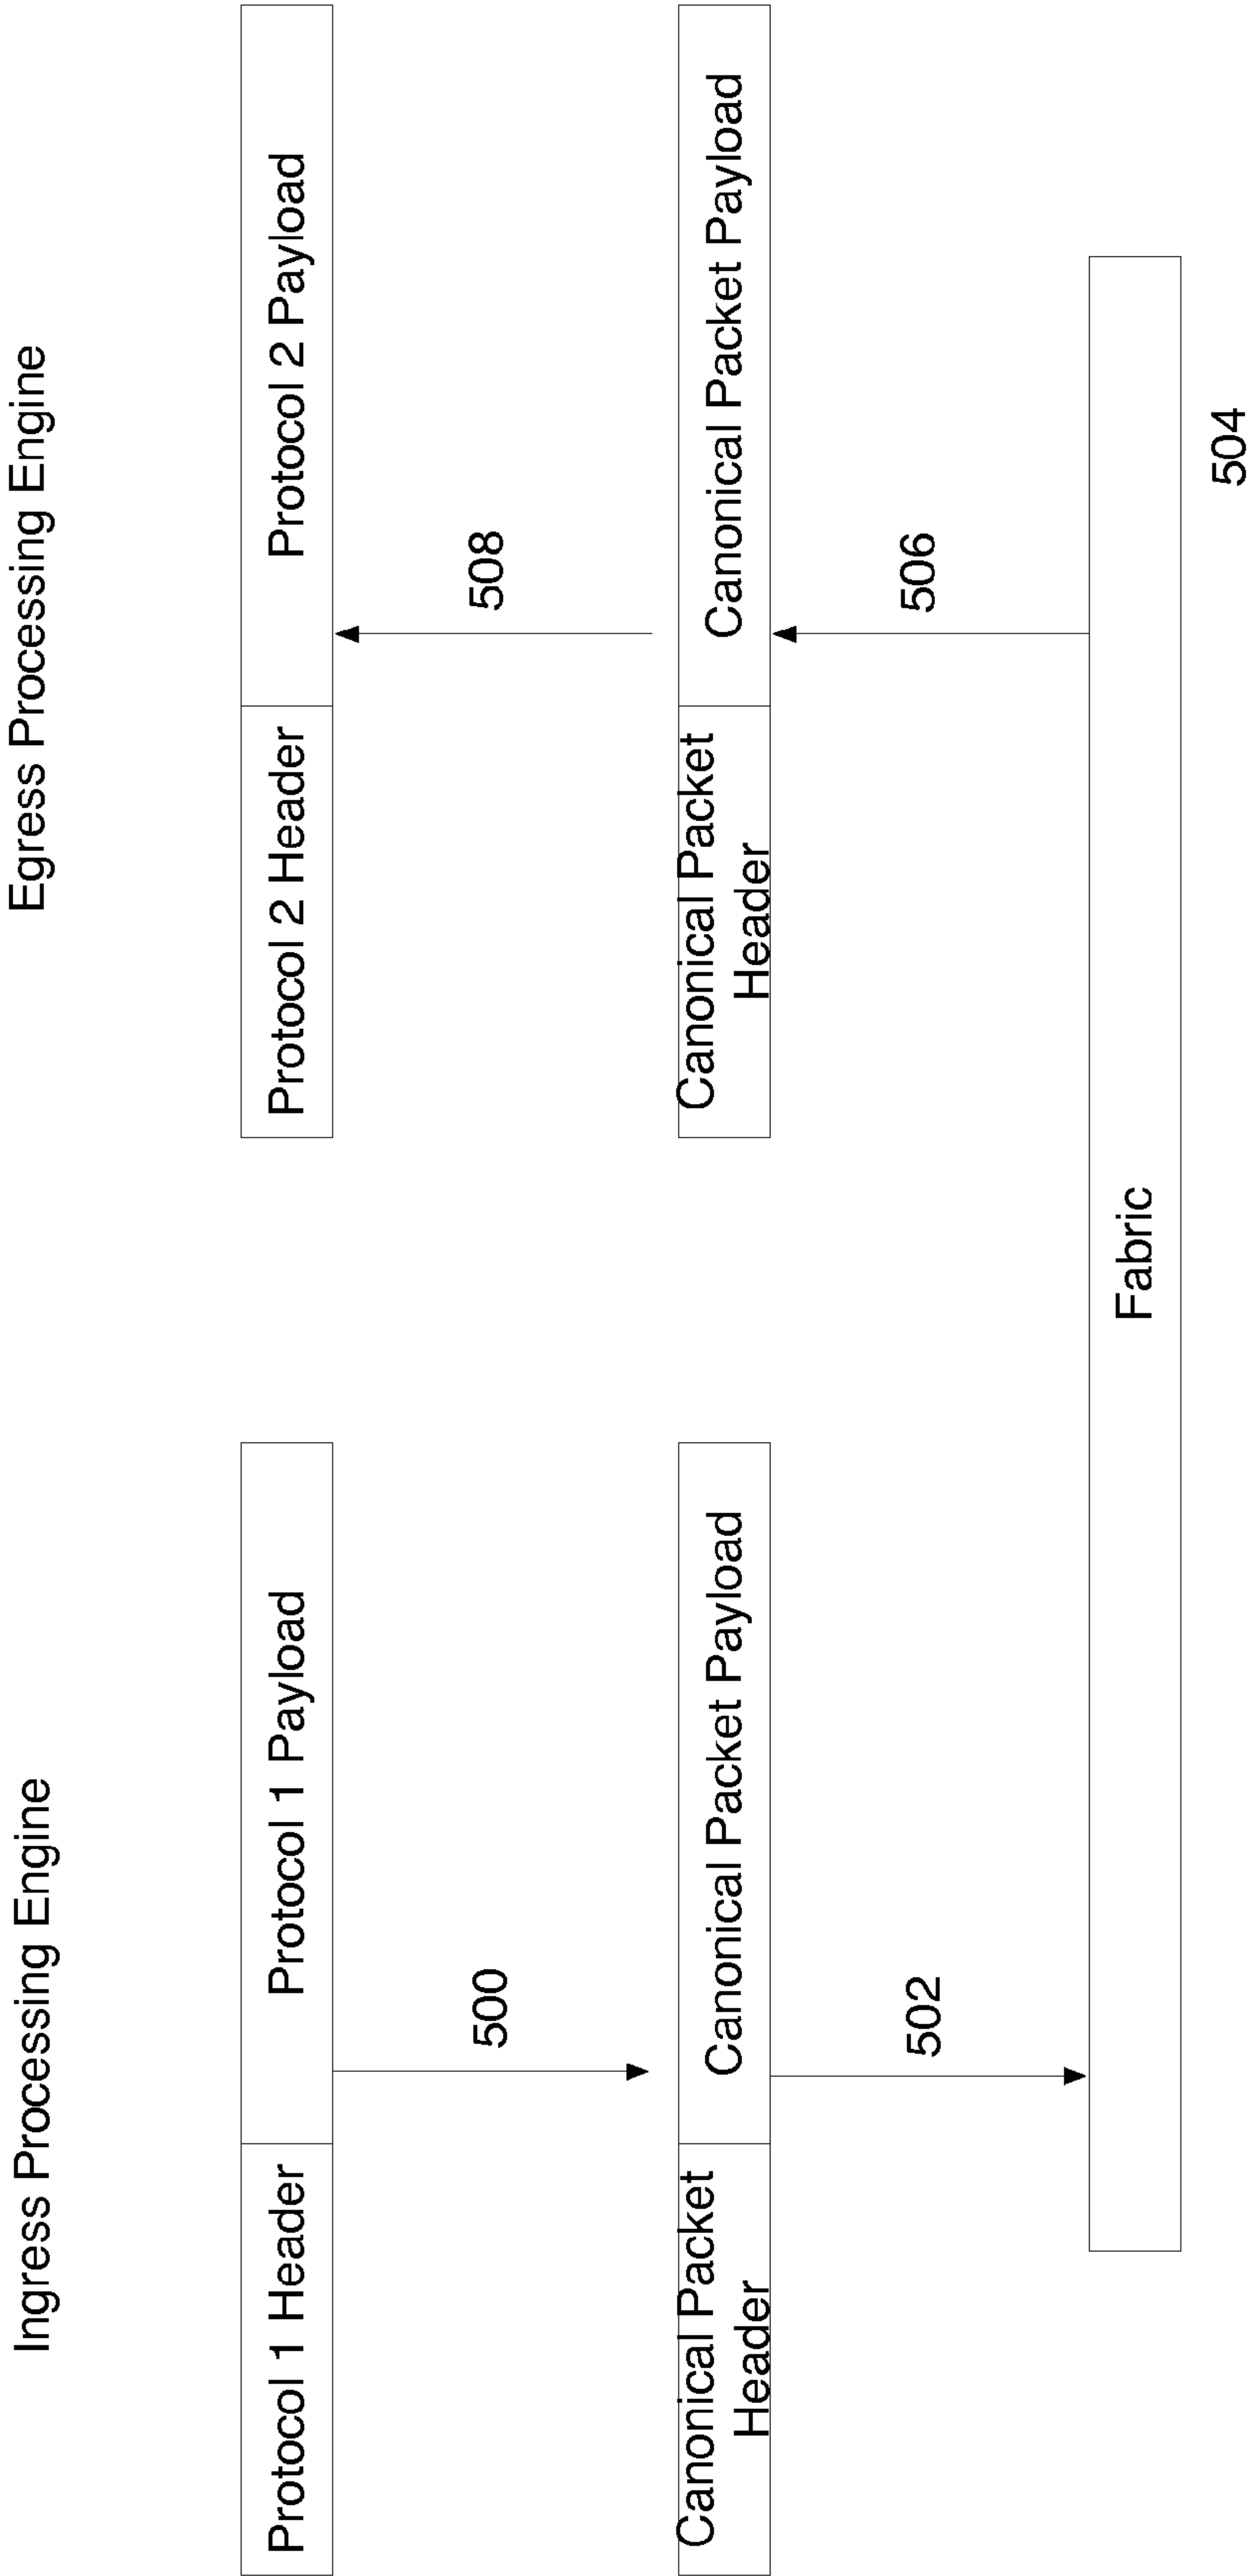 Ingress Processing Engine
Egress Processing Engine
Protocol 1 Header
Protocol 1 Payload
Protocol 2 Header
Protocol 2 Payload
500
508
Canonical Packet
Header
Canonical Packet Payload
Canonical Packet
Header
Canonical Packet Payload
502
506
Fabric
504